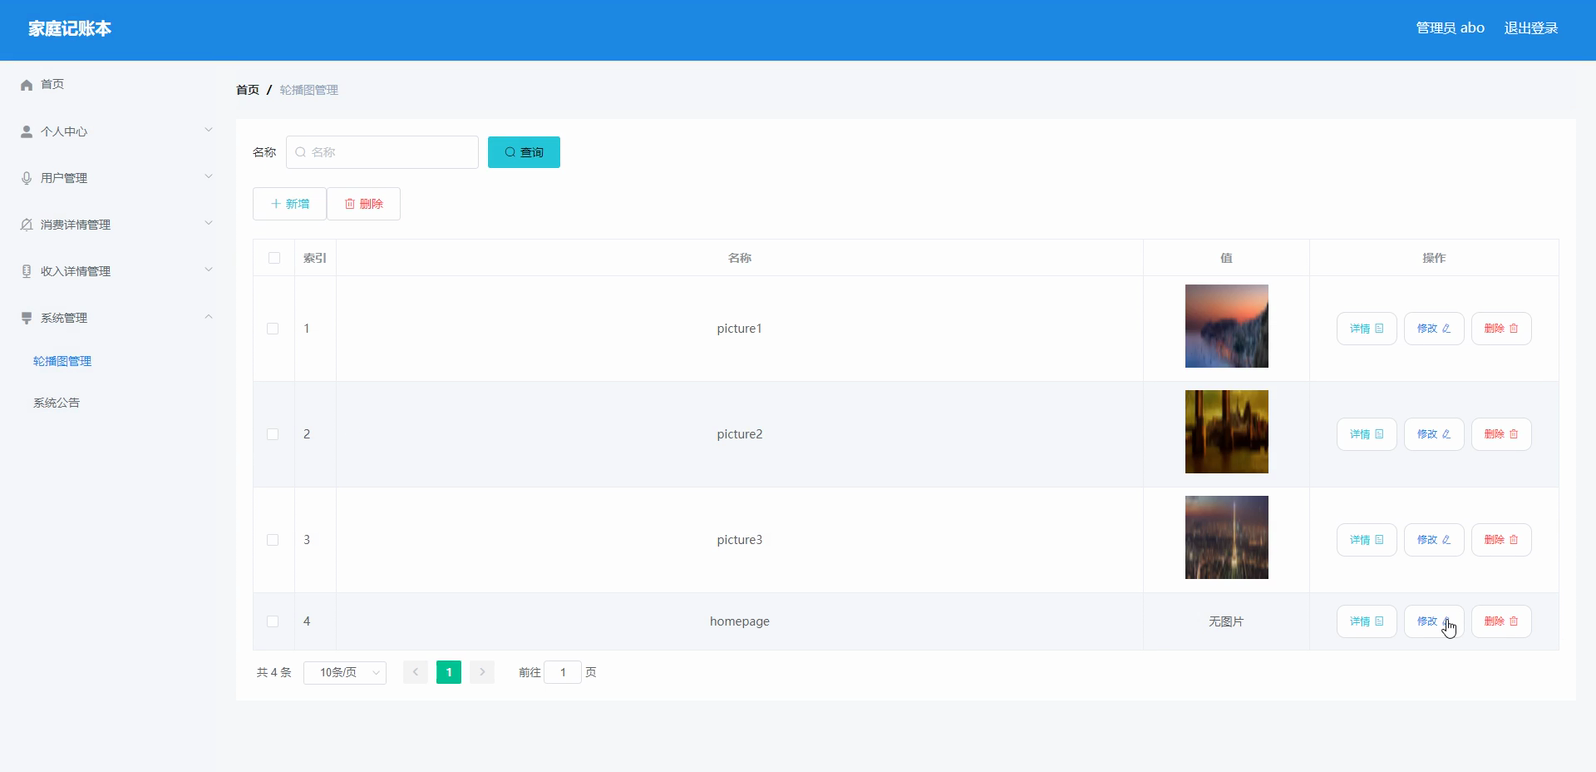 家庭记账本
管理员 abo 退出登录
首页
个人中心
用户管理
消费详情管理
收入详情管理
系统管理
轮播图管理
系统公告
首页 / 轮播图管理
名称 名称 查询
新增 删除
索引 名称 值 操作
1 picture1 详情 修改 删除
2 picture2 详情 修改 删除
3 picture3 详情 修改 删除
4 homepage 无图片 详情 修改 删除
共 4 条 10条/页 1 前往 1 页